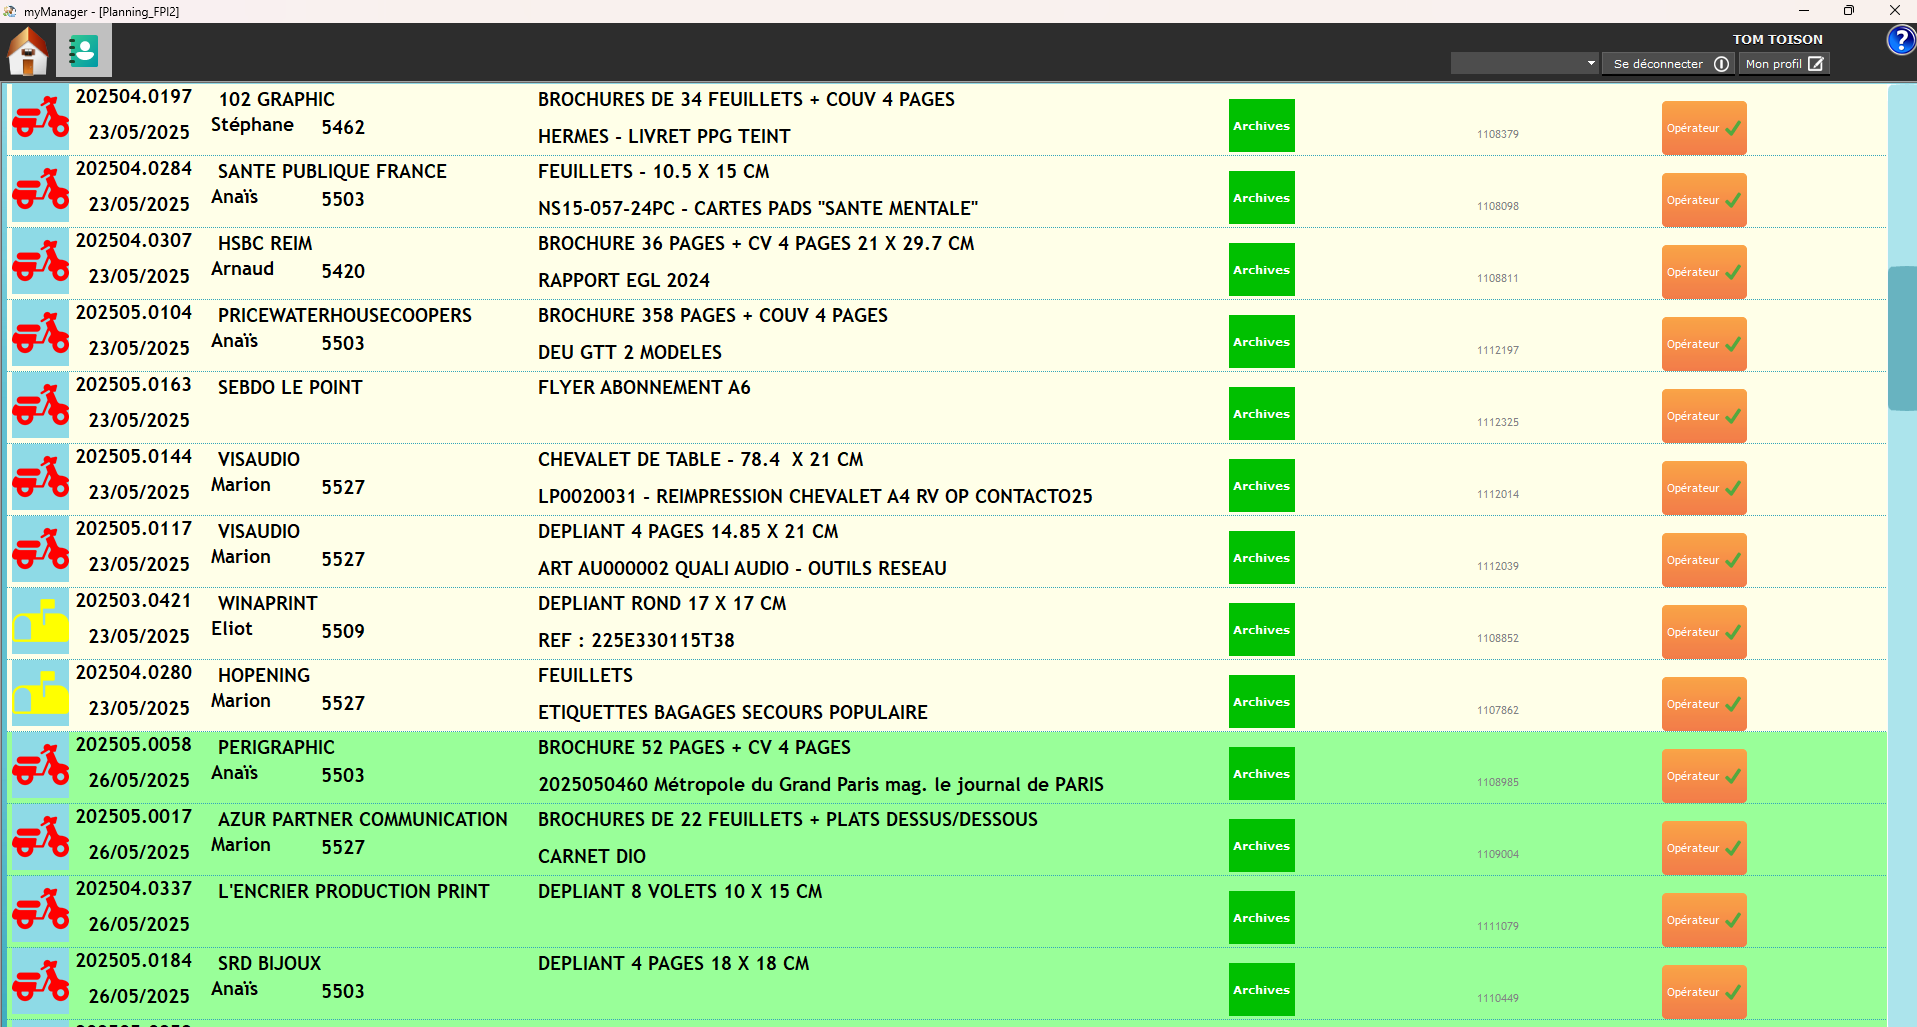 myManager - [Planning_FPI2]
TOM TOISON
Se déconnecter
Mon profil
202504.0197 102 GRAPHIC BROCHURES DE 34 FEUILLETS + COUV 4 PAGES
23/05/2025 Stéphane 5462 HERMES - LIVRET PPG TEINT Archives 1108379 Opérateur
202504.0284 SANTE PUBLIQUE FRANCE FEUILLETS - 10.5 X 15 CM
23/05/2025 Anaïs 5503 NS15-057-24PC - CARTES PADS "SANTE MENTALE" Archives 1108098 Opérateur
202504.0307 HSBC REIM BROCHURE 36 PAGES + CV 4 PAGES 21 X 29.7 CM
23/05/2025 Arnaud 5420 RAPPORT EGL 2024 Archives 1108811 Opérateur
202505.0104 PRICEWATERHOUSECOOPERS BROCHURE 358 PAGES + COUV 4 PAGES
23/05/2025 Anaïs 5503 DEU GTT 2 MODELES Archives 1112197 Opérateur
202505.0163 SEBDO LE POINT FLYER ABONNEMENT A6
23/05/2025 Archives 1112325 Opérateur
202505.0144 VISAUDIO CHEVALET DE TABLE - 78.4 X 21 CM
23/05/2025 Marion 5527 LP0020031 - REIMPRESSION CHEVALET A4 RV OP CONTACTO25 Archives 1112014 Opérateur
202505.0117 VISAUDIO DEPLIANT 4 PAGES 14.85 X 21 CM
23/05/2025 Marion 5527 ART AU000002 QUALI AUDIO - OUTILS RESEAU Archives 1112039 Opérateur
202503.0421 WINAPRINT DEPLIANT ROND 17 X 17 CM
23/05/2025 Eliot 5509 REF : 225E330115T38 Archives 1108852 Opérateur
202504.0280 HOPENING FEUILLETS
23/05/2025 Marion 5527 ETIQUETTES BAGAGES SECOURS POPULAIRE Archives 1107862 Opérateur
202505.0058 PERIGRAPHIC BROCHURE 52 PAGES + CV 4 PAGES
26/05/2025 Anaïs 5503 2025050460 Métropole du Grand Paris mag. le journal de PARIS Archives 1108985 Opérateur
202505.0017 AZUR PARTNER COMMUNICATION BROCHURES DE 22 FEUILLETS + PLATS DESSUS/DESSOUS
26/05/2025 Marion 5527 CARNET DIO Archives 1109004 Opérateur
202504.0337 L'ENCRIER PRODUCTION PRINT DEPLIANT 8 VOLETS 10 X 15 CM
26/05/2025 Archives 1111079 Opérateur
202505.0184 SRD BIJOUX DEPLIANT 4 PAGES 18 X 18 CM
26/05/2025 Anaïs 5503 Archives 1110449 Opérateur